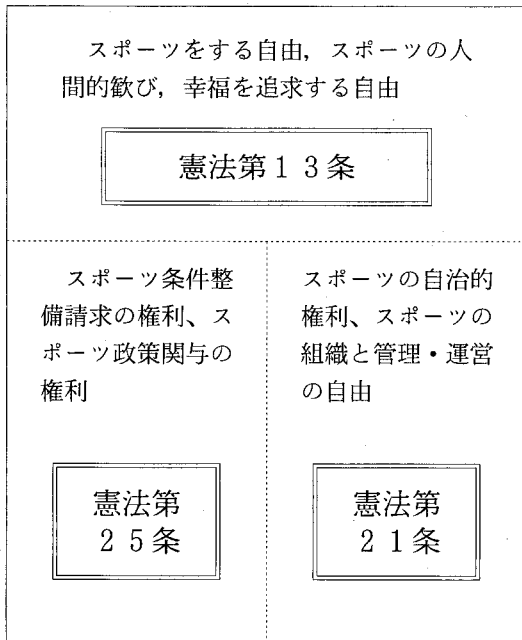 スポーツをする自由，スポーツの人
間的歓び，幸福を追求する自由
憲法第１３条
スポーツ条件整
備請求の権利、ス
ポーツ政策関与の
権利
憲法第
２５条
スポーツの自治的
権利、スポーツの
組織と管理・運営
の自由
憲法第
２１条